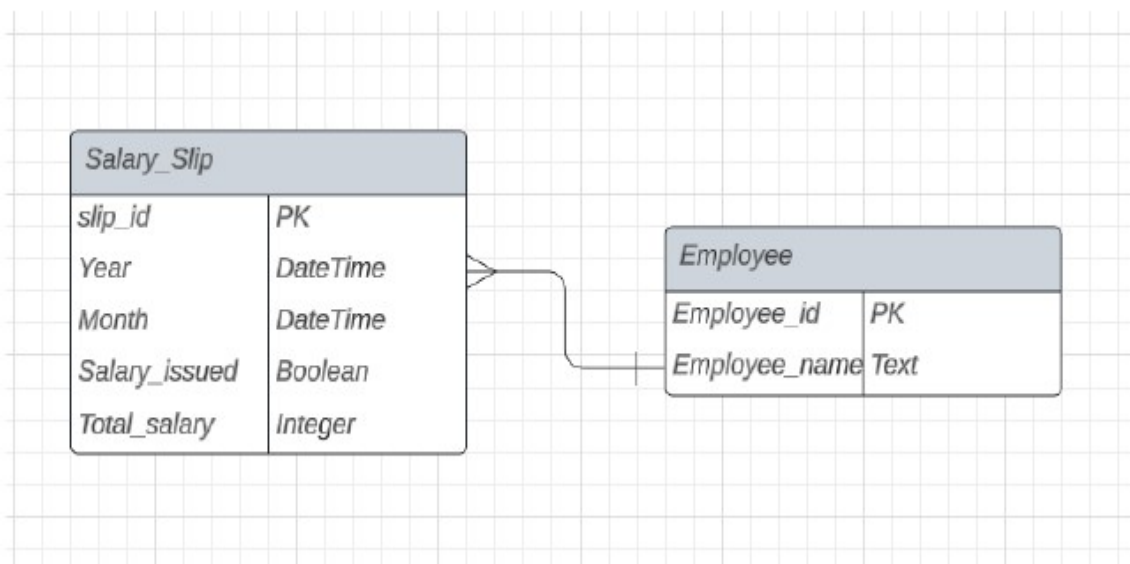 Salary_Slip
slip_id PK
Year DateTime
Month DateTime
Salary_issued Boolean
Total_salary Integer
Employee
Employee_id PK
Employee_name Text